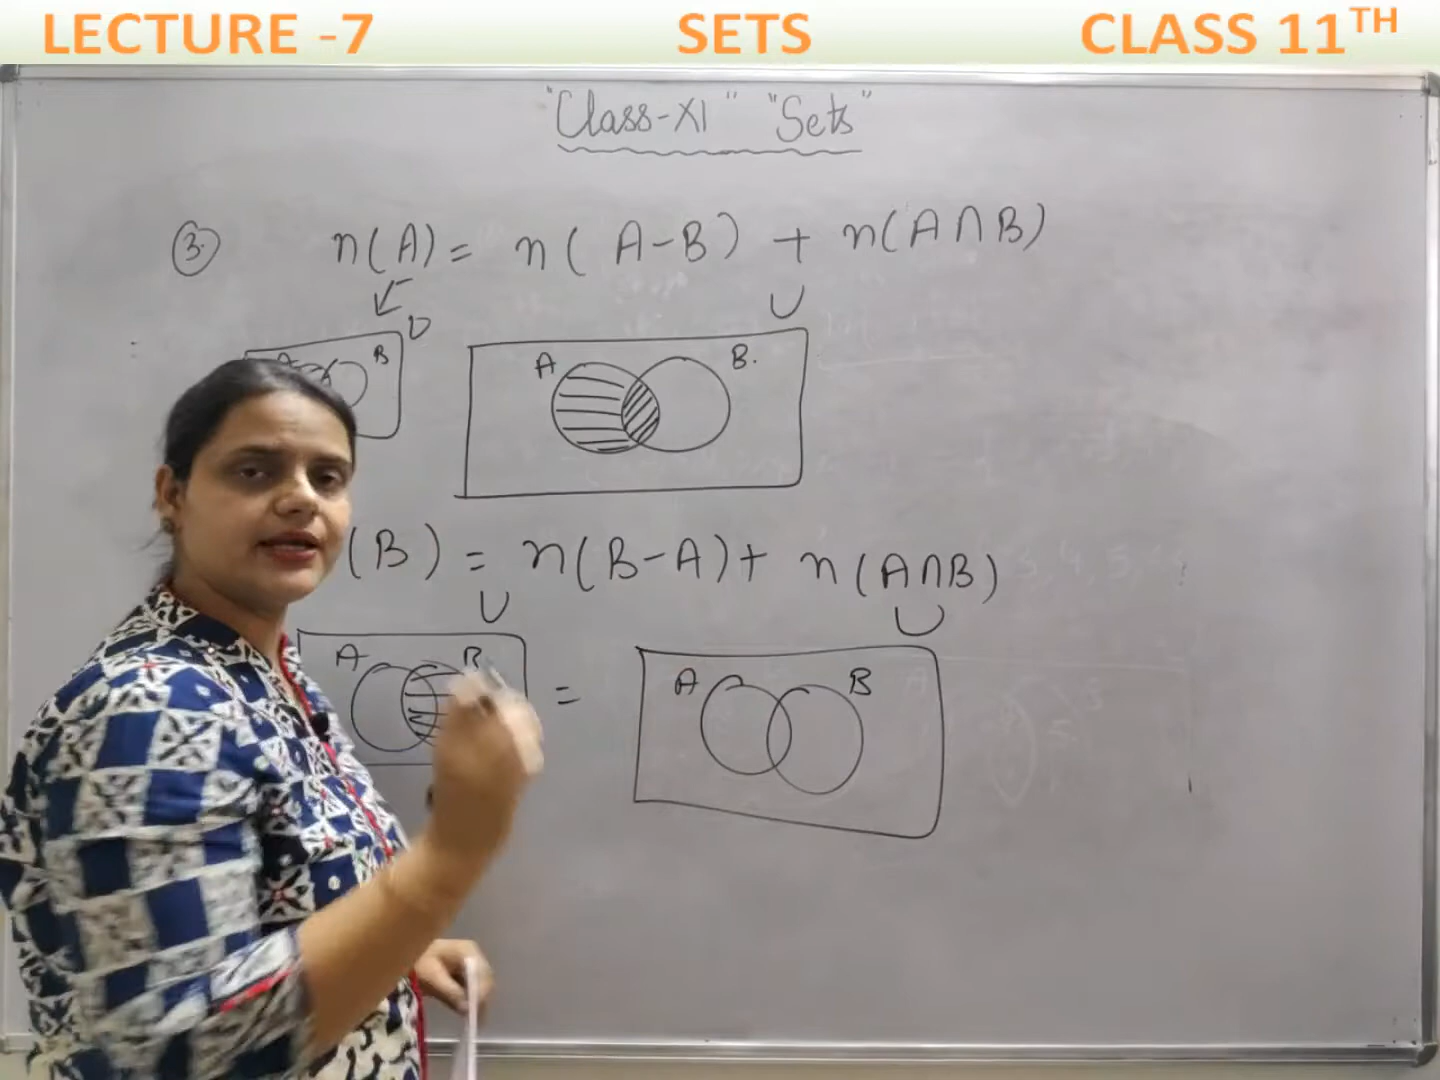 LECTURE -7 SETS CLASS 11TH
"Class-XI" "Sets"
3. n(A) = n(A-B) + n(A∩B)
U
U
A B
A B.
(B) = n(B-A) + n(A∩B)
U
U
A B
=
A B